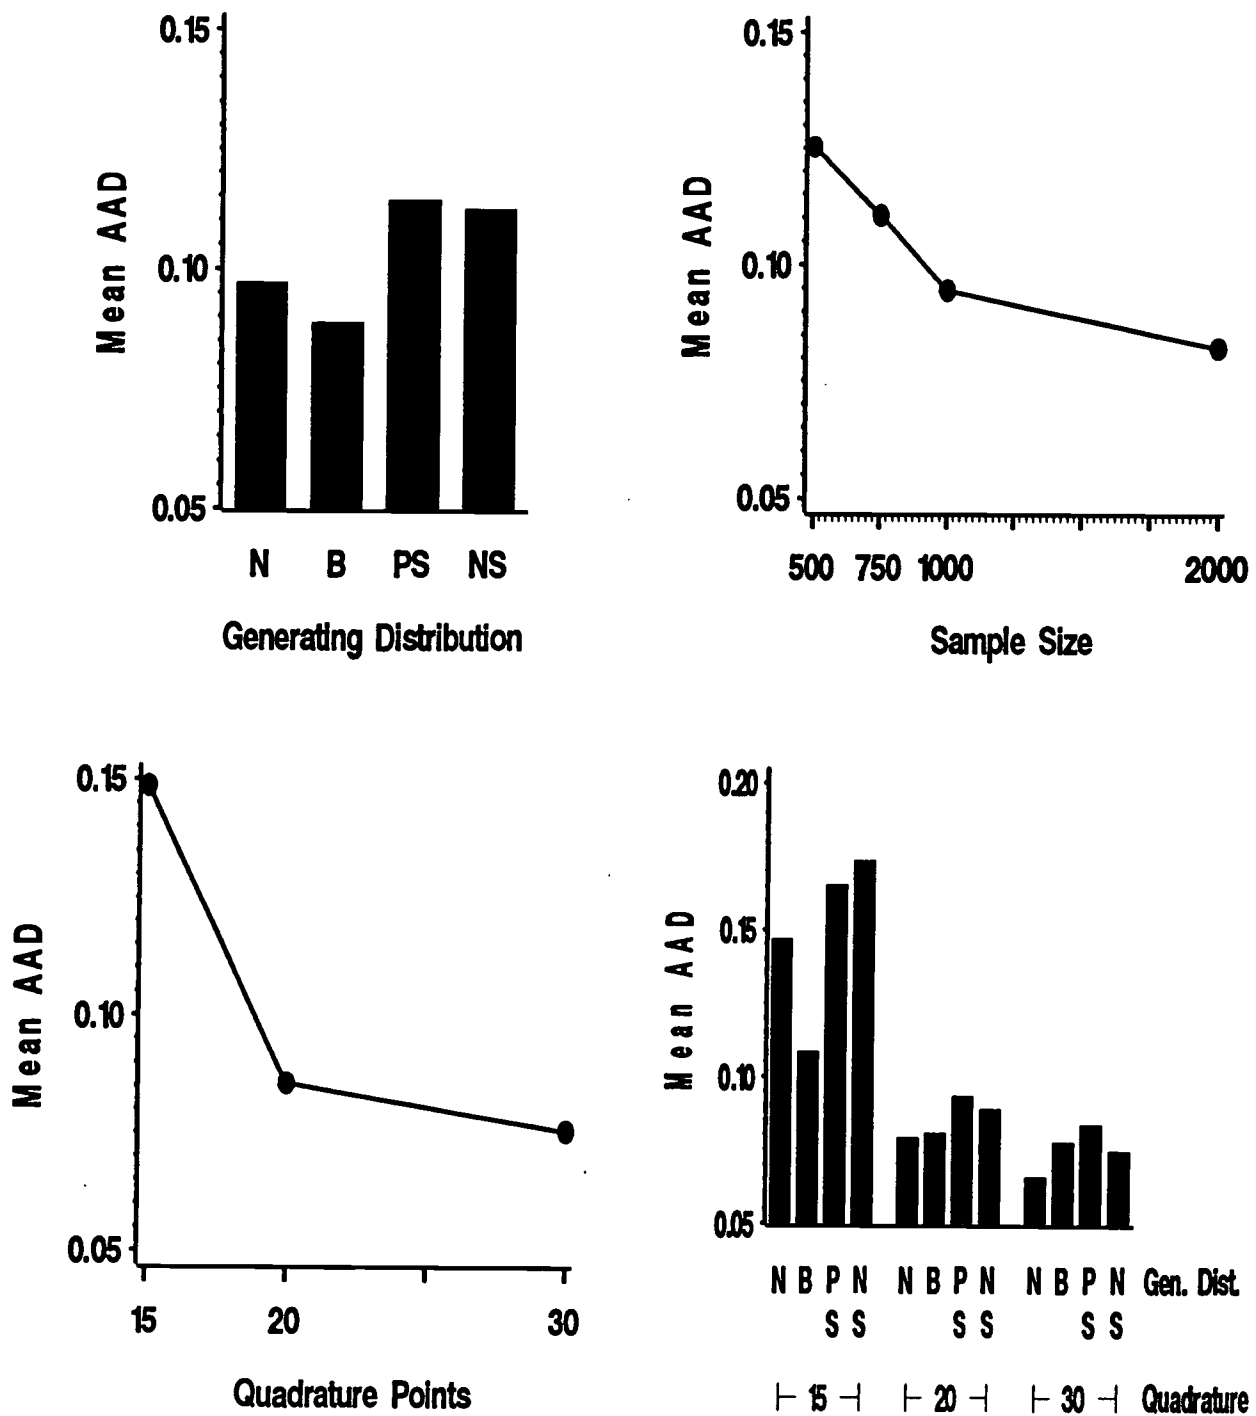 0.15
0.10
0.05
Mean AAD
N B PS NS
Generating Distribution
0.15
0.10
0.05
Mean AAD
500 750 1000 2000
Sample Size
0.15
0.10
0.05
Mean AAD
15 20 30
Quadrature Points
0.20
0.15
0.10
0.05
Mean AAD
N B P N N B P N N B P N Gen. Dist.
S S S S S S
15 20 30 Quadrature